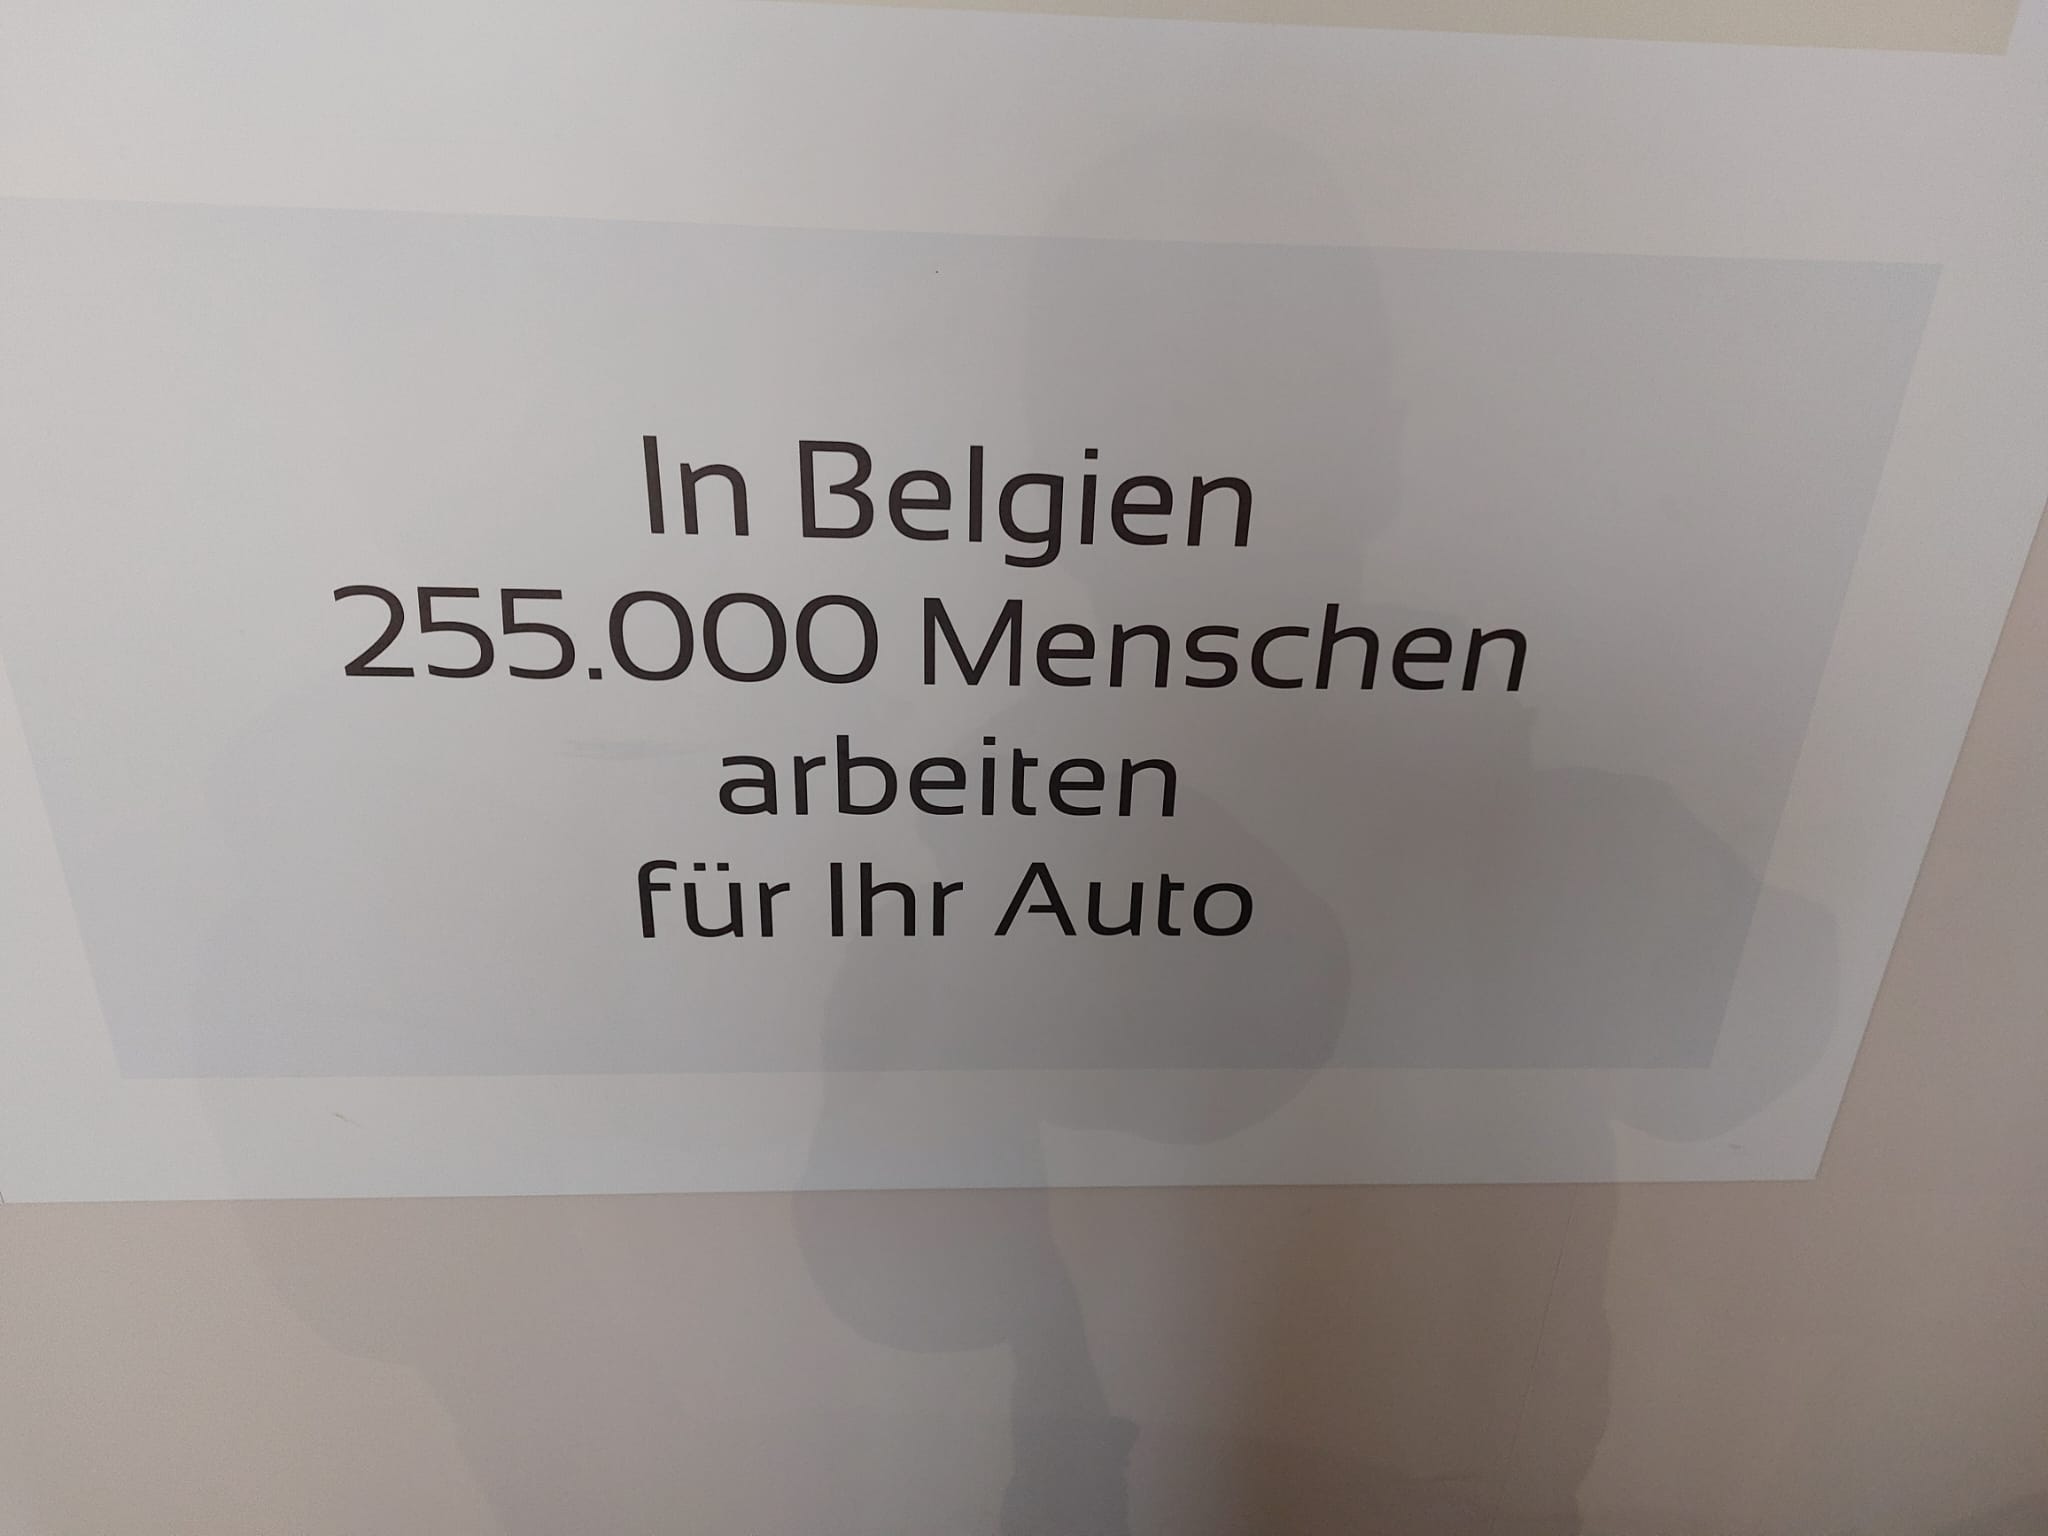 In Belgien
255.000 Menschen
arbeiten
für Ihr Auto